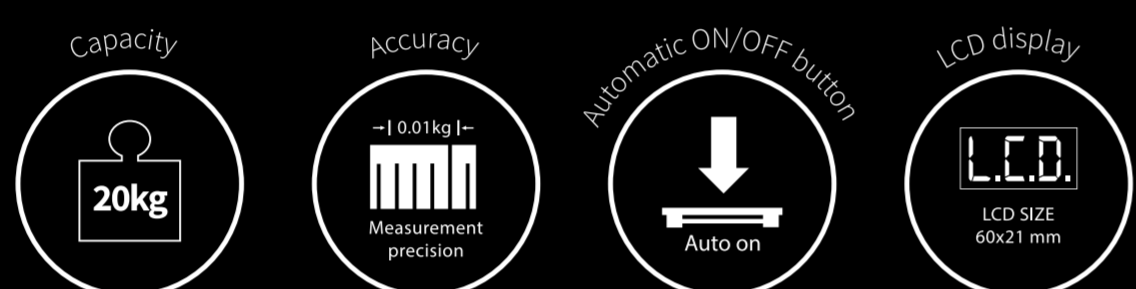 Capacity
20kg
Accuracy
0.01kg
Measurement
precision
Automatic ON/OFF button
Auto on
LCD display
L.C.D.
LCD SIZE
60x21 mm